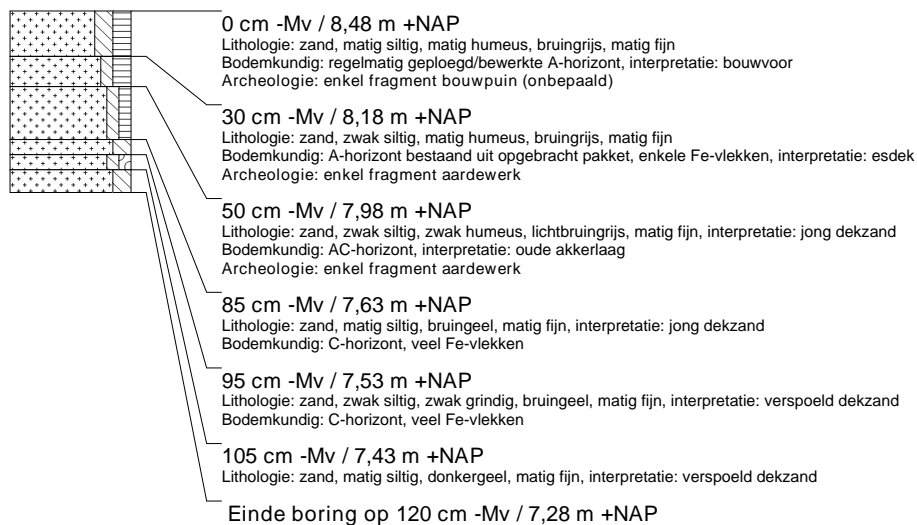 0 cm -Mv / 8,48 m +NAP
Lithologie: zand, matig siltig, matig humeus, bruingrijs, matig fijn
Bodemkundig: regelmatig geploegd/bewerkte A-horizont, interpretatie: bouwvoor
Archeologie: enkel fragment bouwpuin (onbepaald)
30 cm -Mv / 8,18 m +NAP
Lithologie: zand, zwak siltig, matig humeus, bruingrijs, matig fijn
Bodemkundig: A-horizont bestaand uit opgebracht pakket, enkele Fe-vlekken, interpretatie: esdek
Archeologie: enkel fragment aardewerk
50 cm -Mv / 7,98 m +NAP
Lithologie: zand, zwak siltig, zwak humeus, lichtbruingrijs, matig fijn, interpretatie: jong dekzand
Bodemkundig: AC-horizont, interpretatie: oude akkerlaag
Archeologie: enkel fragment aardewerk
85 cm -Mv / 7,63 m +NAP
Lithologie: zand, matig siltig, bruingeel, matig fijn, interpretatie: jong dekzand
Bodemkundig: C-horizont, veel Fe-vlekken
95 cm -Mv / 7,53 m +NAP
Lithologie: zand, zwak siltig, zwak grindig, bruingeel, matig fijn, interpretatie: verspoeld dekzand
Bodemkundig: C-horizont, veel Fe-vlekken
105 cm -Mv / 7,43 m +NAP
Lithologie: zand, matig siltig, donkergeel, matig fijn, interpretatie: verspoeld dekzand
Einde boring op 120 cm -Mv / 7,28 m +NAP